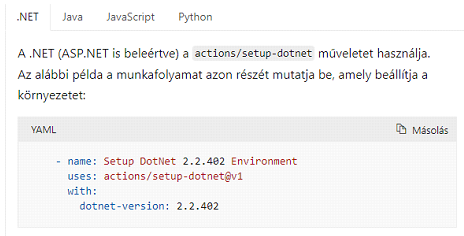 .NET Java JavaScript Python
A .NET (ASP.NET is beleértve) a actions/setup-dotnet műveletet használja.
Az alábbi példa a munkafolyamat azon részét mutatja be, amely beállítja a
környezetet:
YAML Másolás
- name: Setup DotNet 2.2.402 Environment
uses: actions/setup-dotnet@v1
with:
dotnet-version: 2.2.402